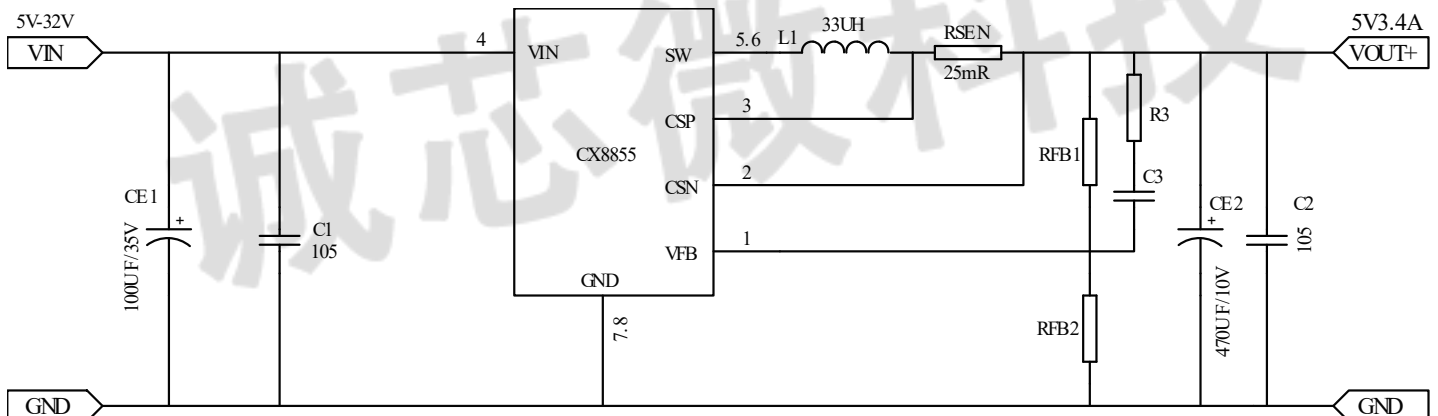 5V-32V
VIN
4
VIN
SW
5.6
L1
33UH
RSEN
25mR
5V3.4A
VOUT+
CSP
3
CX8855
CSN
2
VFB
1
GND
7.8
CE1
+
100UF/35V
C1
105
RFB1
R3
C3
RFB2
CE2
+
470UF/10V
C2
105
GND
GND
诚芯微科技